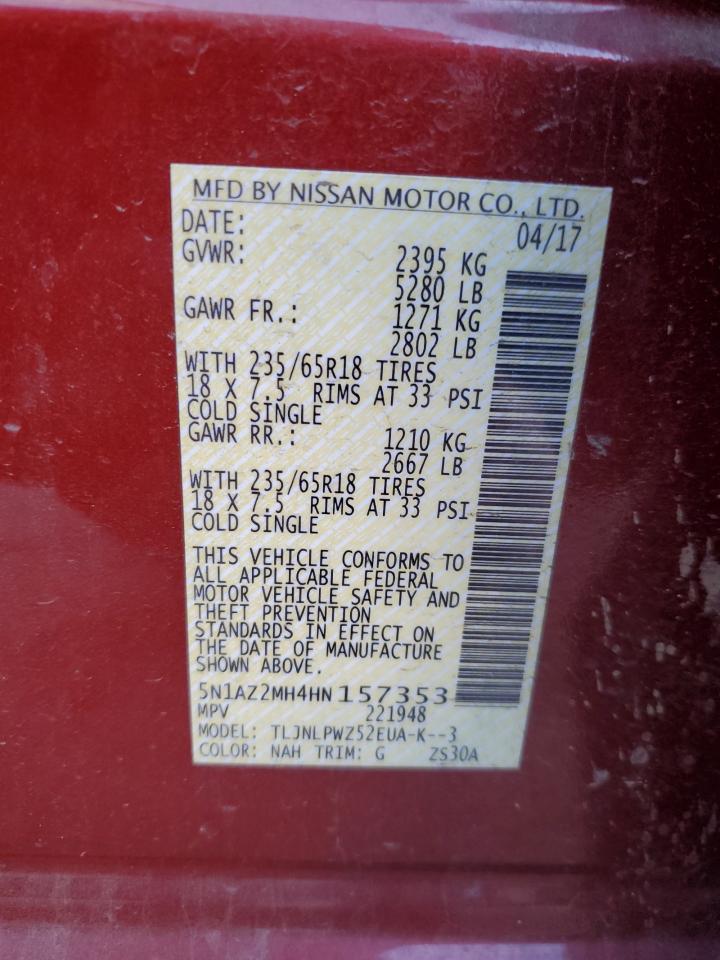 MFD BY NISSAN MOTOR CO., LTD.
DATE: 04/17
GVWR: 2395 KG
5280 LB
GAWR FR.: 1271 KG
2802 LB
WITH 235/65R18 TIRES
18 X 7.5 RIMS AT 33 PSI
COLD SINGLE
GAWR RR.: 1210 KG
2667 LB
WITH 235/65R18 TIRES
18 X 7.5 RIMS AT 33 PSI
COLD SINGLE
THIS VEHICLE CONFORMS TO
ALL APPLICABLE FEDERAL
MOTOR VEHICLE SAFETY AND
THEFT PREVENTION
STANDARDS IN EFFECT ON
THE DATE OF MANUFACTURE
SHOWN ABOVE.
5N1AZ2MH4HN157353
MPV 221948
MODEL: TLJNLPWZ52EUA-K--3
COLOR: NAH TRIM: G ZS30A